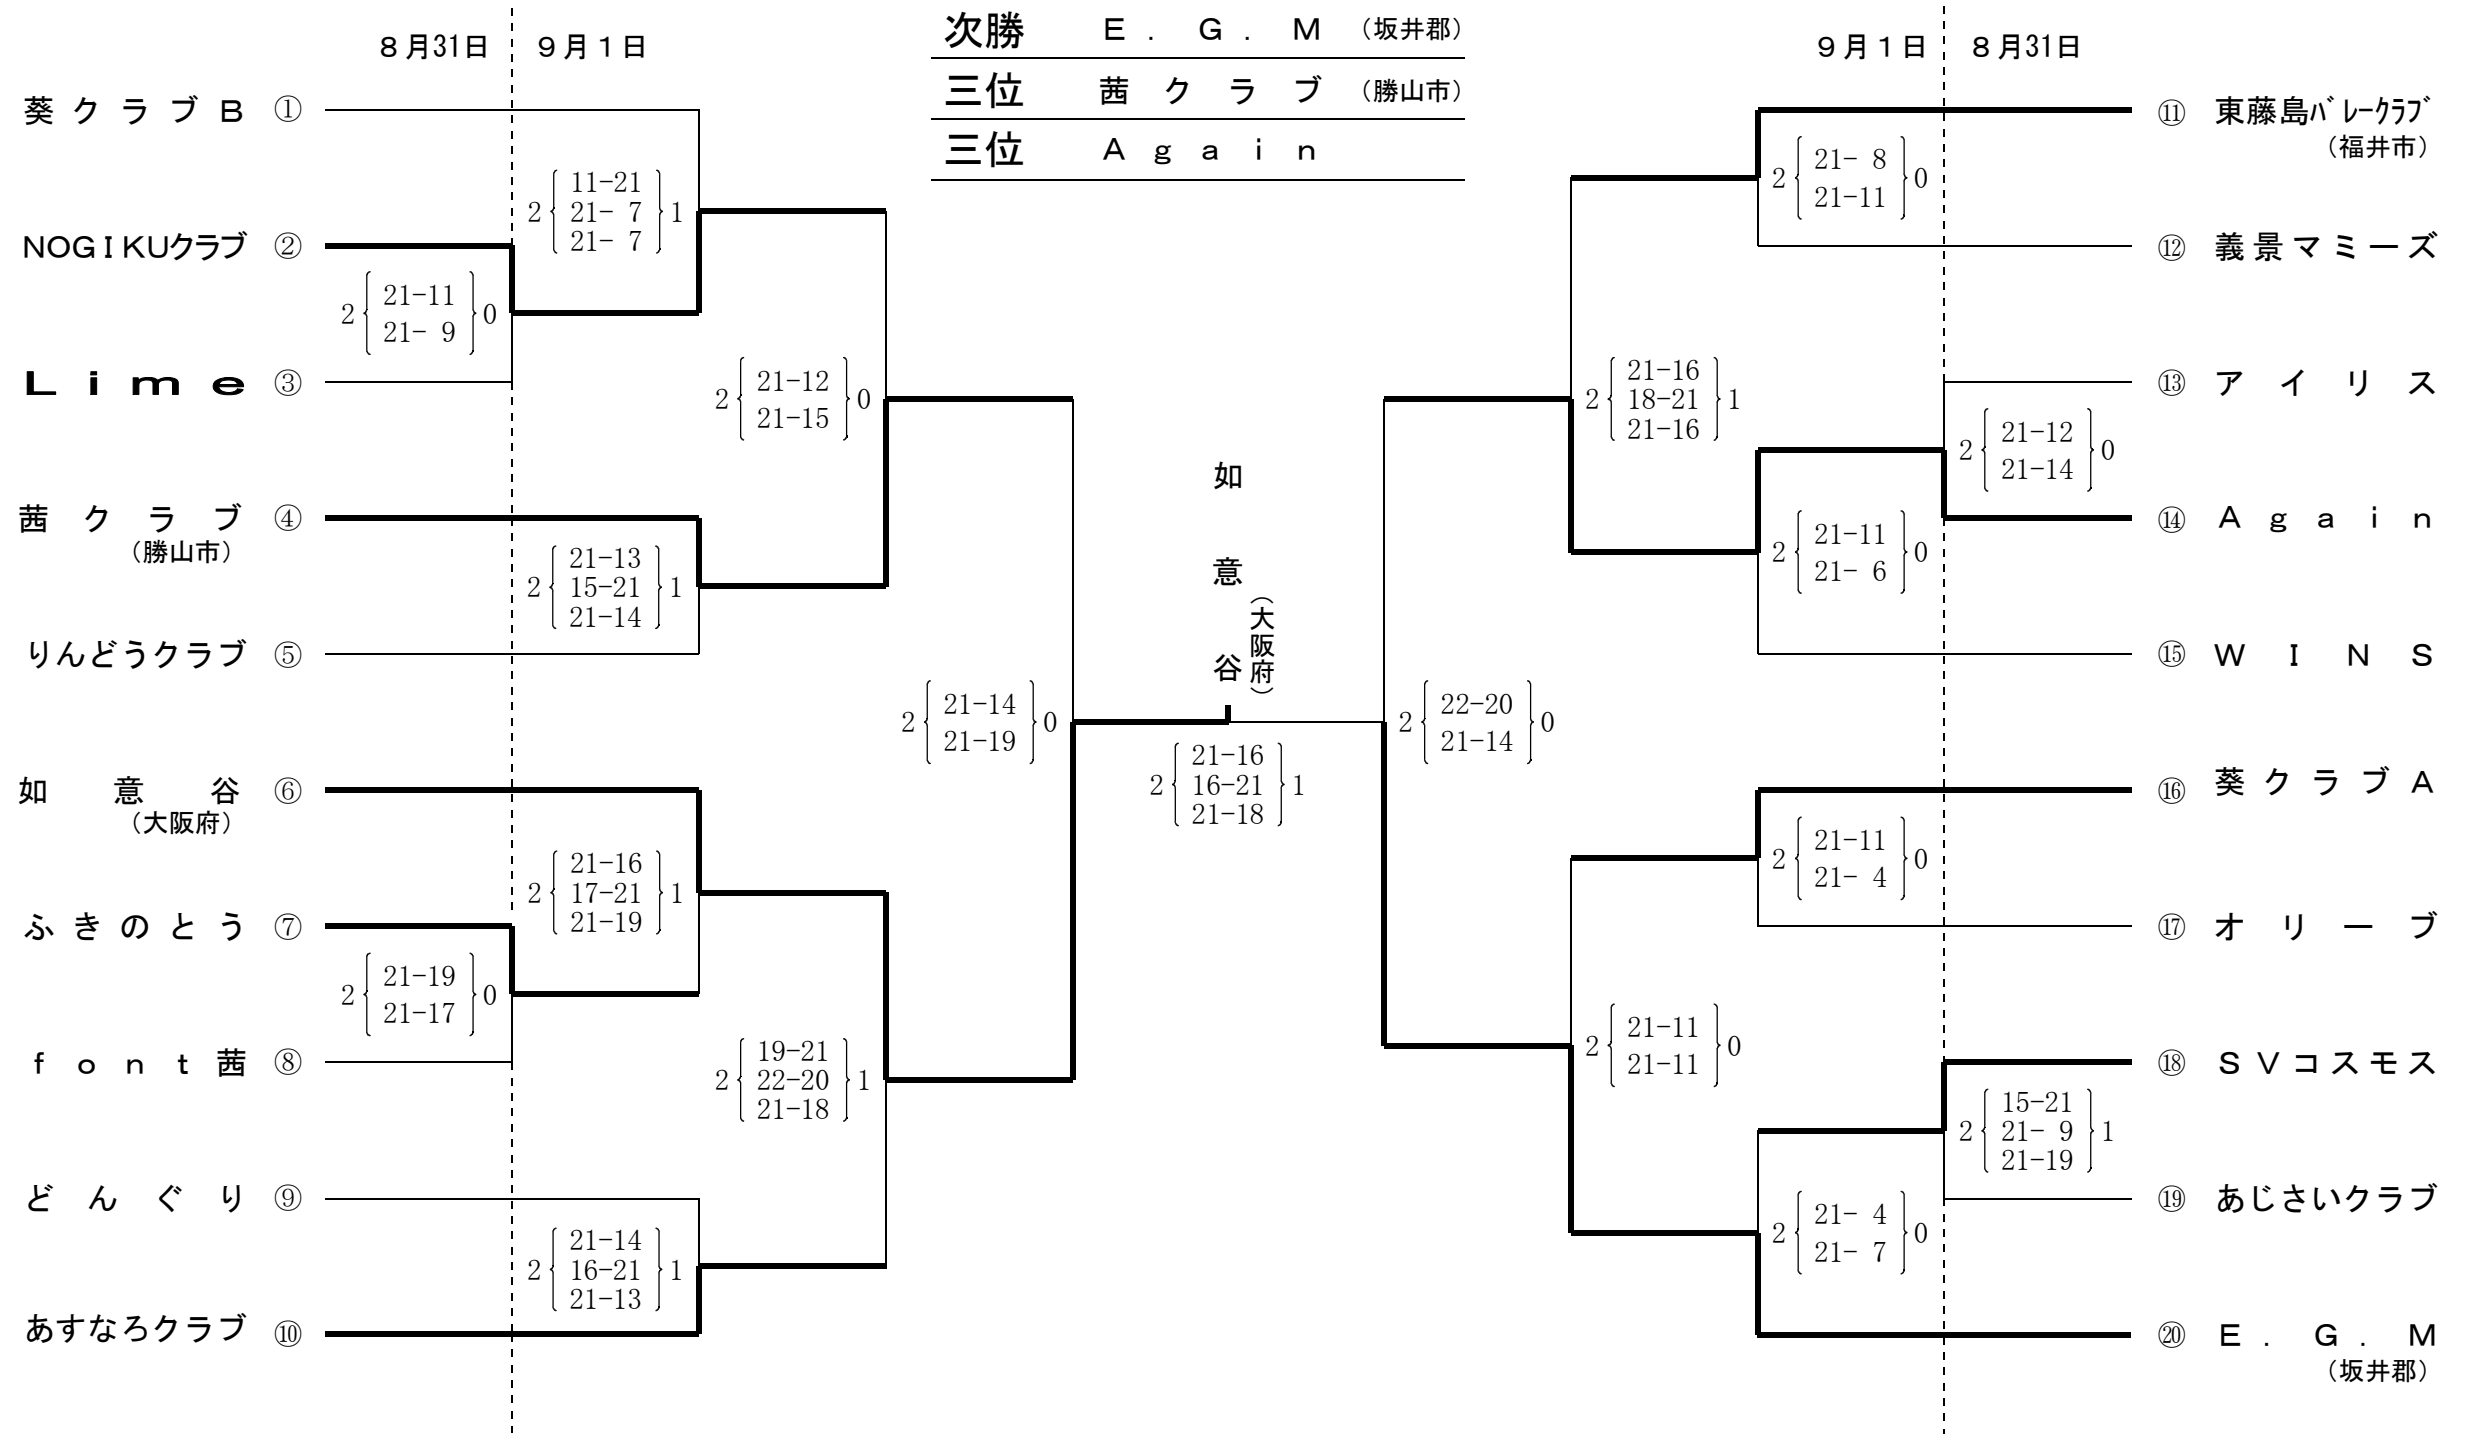 次勝　E.G.M（坂井郡）
三位　茜クラブ（勝山市）
三位　Again
8月31日　9月1日
葵クラブB ①
NOGIKUクラブ ②
Lime ③
茜クラブ ④
（勝山市）
りんどうクラブ ⑤
如意谷 ⑥
（大阪府）
ふきのとう ⑦
font茜 ⑧
どんぐり ⑨
あすなろクラブ ⑩
2 { 21-11
21- 9 } 0
2 { 21-19
21-17 } 0
2 { 11-21
21- 7
21- 7 } 1
2 { 21-13
15-21
21-14 } 1
2 { 21-16
17-21
21-19 } 1
2 { 21-14
16-21
21-13 } 1
2 { 21-12
21-15 } 0
2 { 19-21
22-20
21-18 } 1
2 { 21-14
21-19 } 0
如意谷
（大阪府）
2 { 21-16
16-21
21-18 } 1
2 { 22-20
21-14 } 0
2 { 21-16
18-21
21-16 } 1
2 { 21-11
21-11 } 0
2 { 21- 8
21-11 } 0
2 { 21-11
21- 6 } 0
2 { 21-11
21- 4 } 0
2 { 21- 4
21- 7 } 0
2 { 21-12
21-14 } 0
2 { 15-21
21- 9
21-19 } 1
9月1日　8月31日
⑪ 東藤島ﾊﾞﾚｰｸﾗﾌﾞ
（福井市）
⑫ 義景マミーズ
⑬ アイリス
⑭ Again
⑮ WINS
⑯ 葵クラブA
⑰ オリーブ
⑱ SVコスモス
⑲ あじさいクラブ
⑳ E.G.M
（坂井郡）